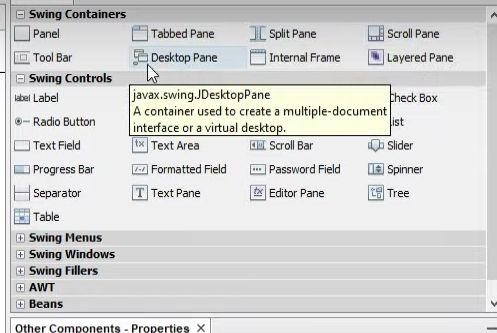 Swing Containers
Panel Tabbed Pane Split Pane Scroll Pane
Tool Bar Desktop Pane Internal Frame Layered Pane
Swing Controls
label Label
javax.swing.JDesktopPane
A container used to create a multiple-document
interface or a virtual desktop.
Check Box
Radio Button
List
Text Field Text Area Scroll Bar Slider
Progress Bar Formatted Field Password Field Spinner
Separator Text Pane Editor Pane Tree
Table
Swing Menus
Swing Windows
Swing Fillers
AWT
Beans
Other Components - Properties ×